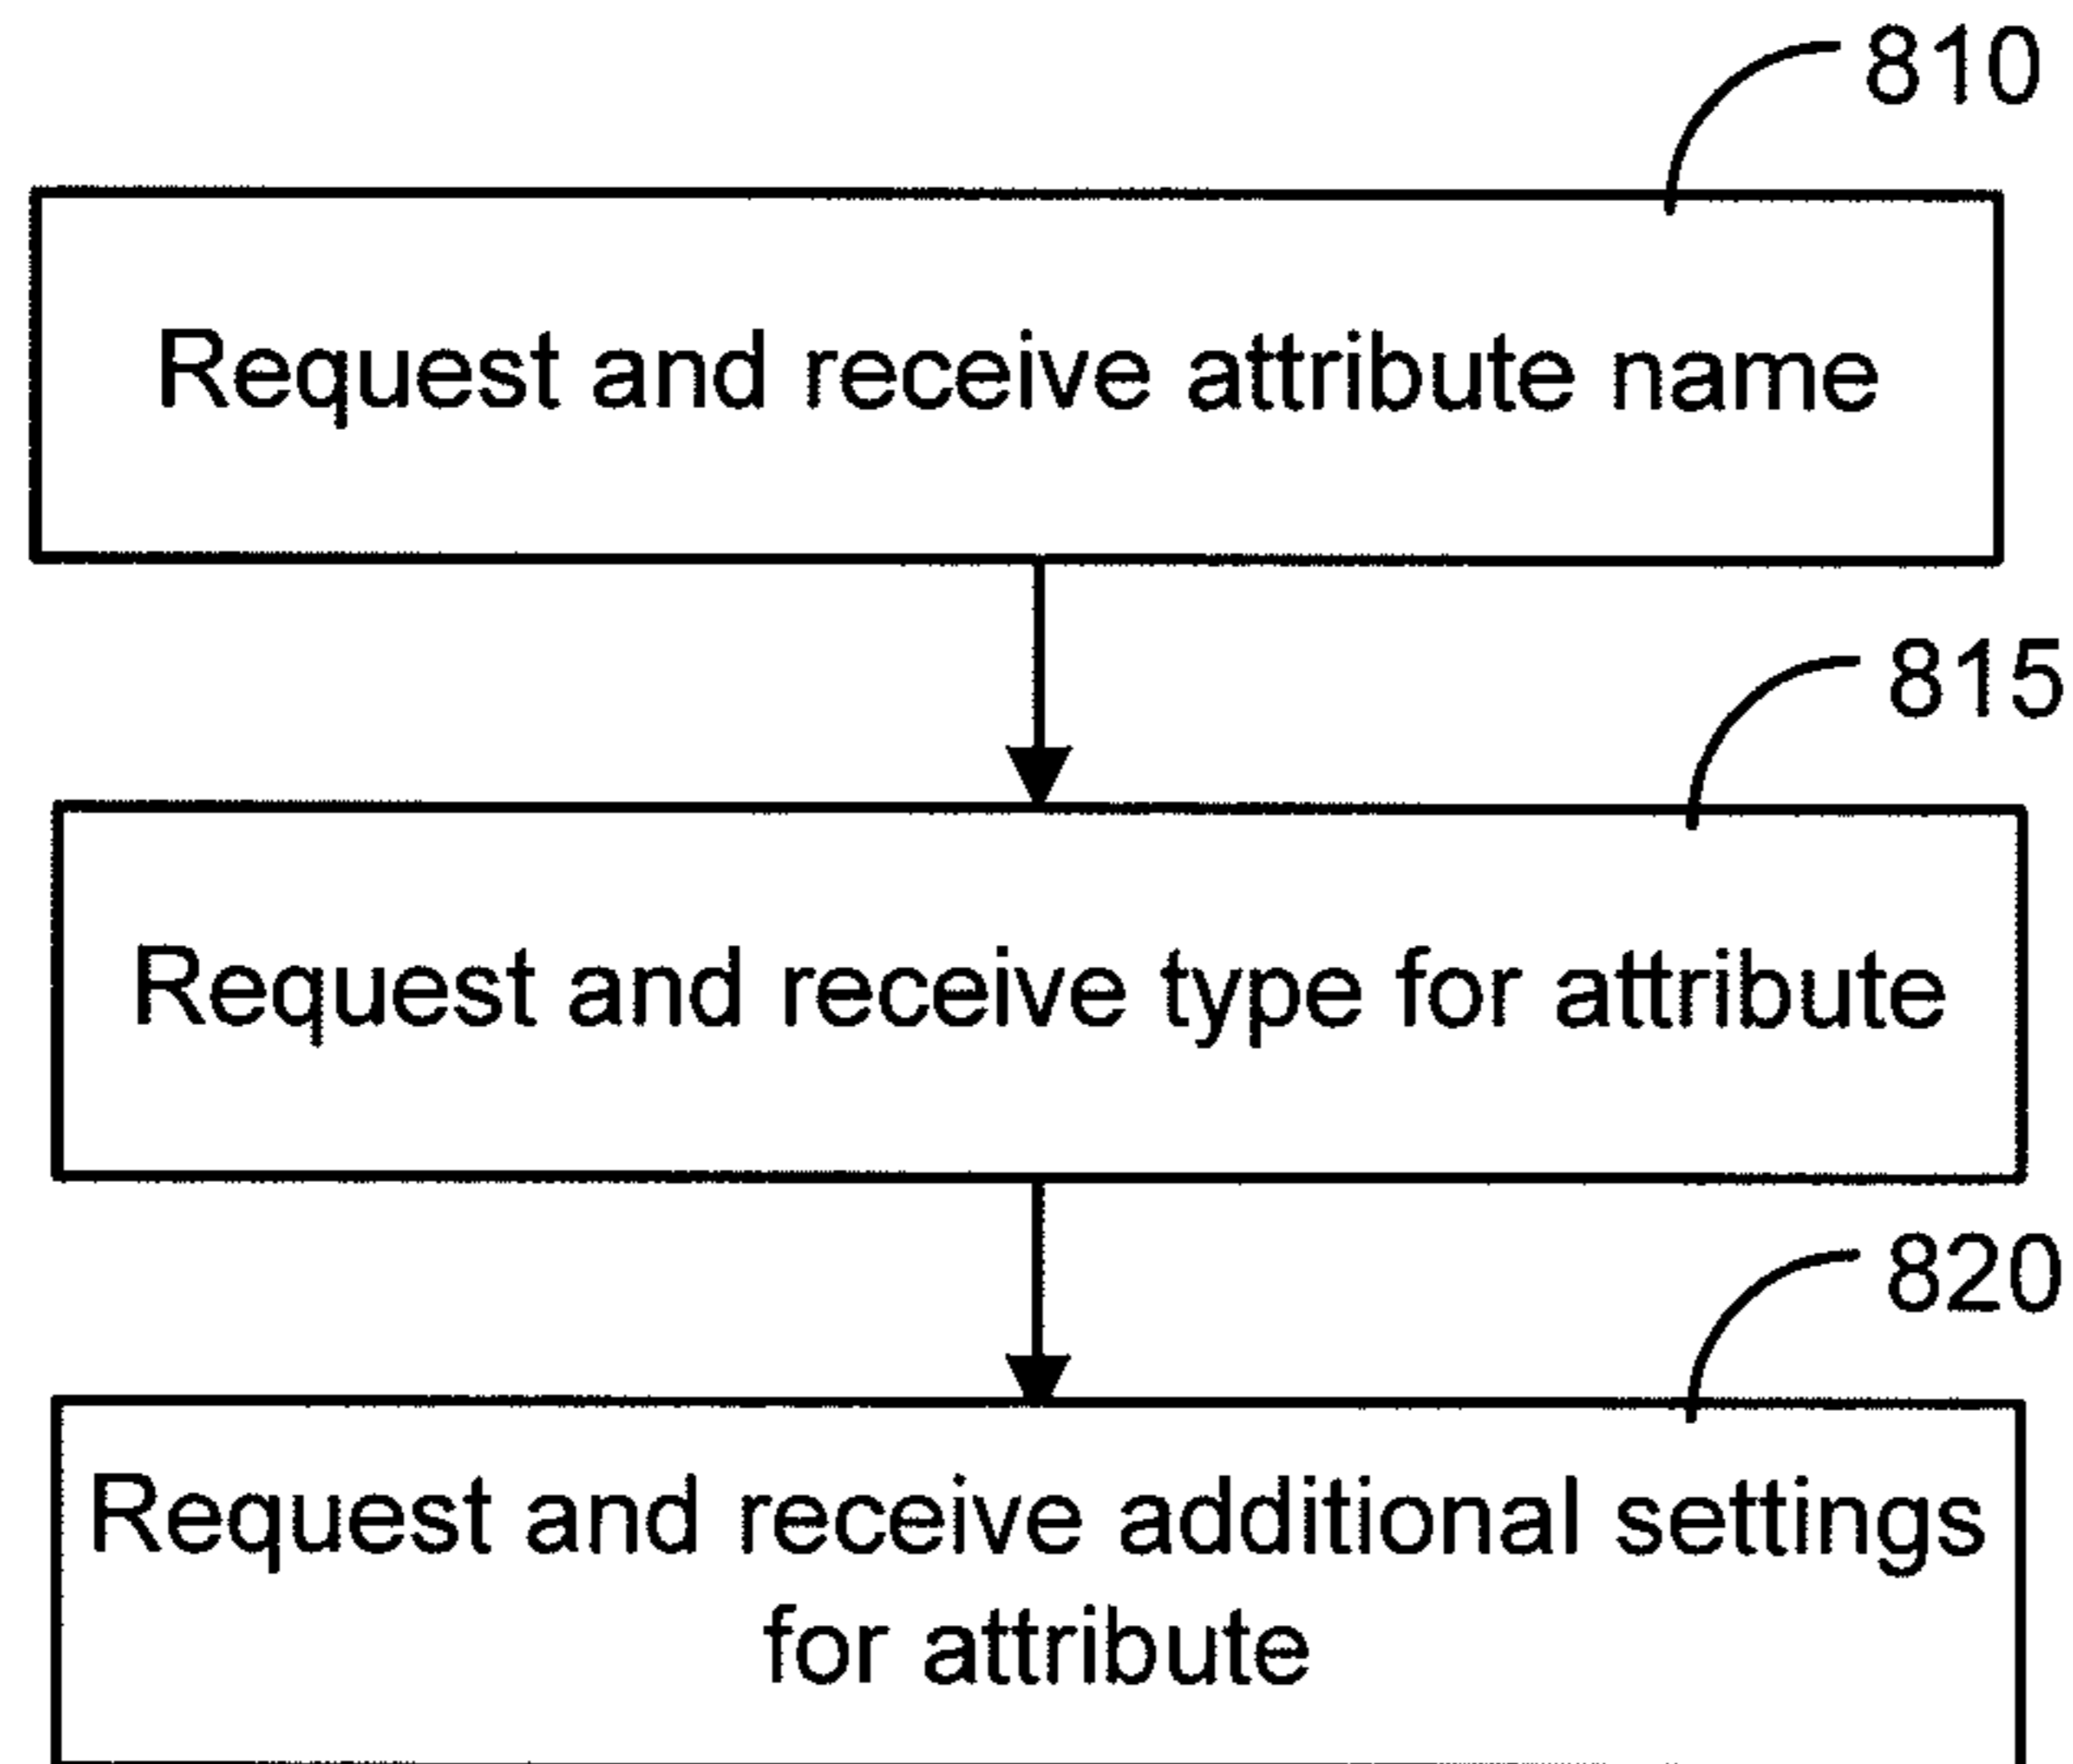 810
Request and receive attribute name
815
Request and receive type for attribute
820
Request and receive additional settings
for attribute